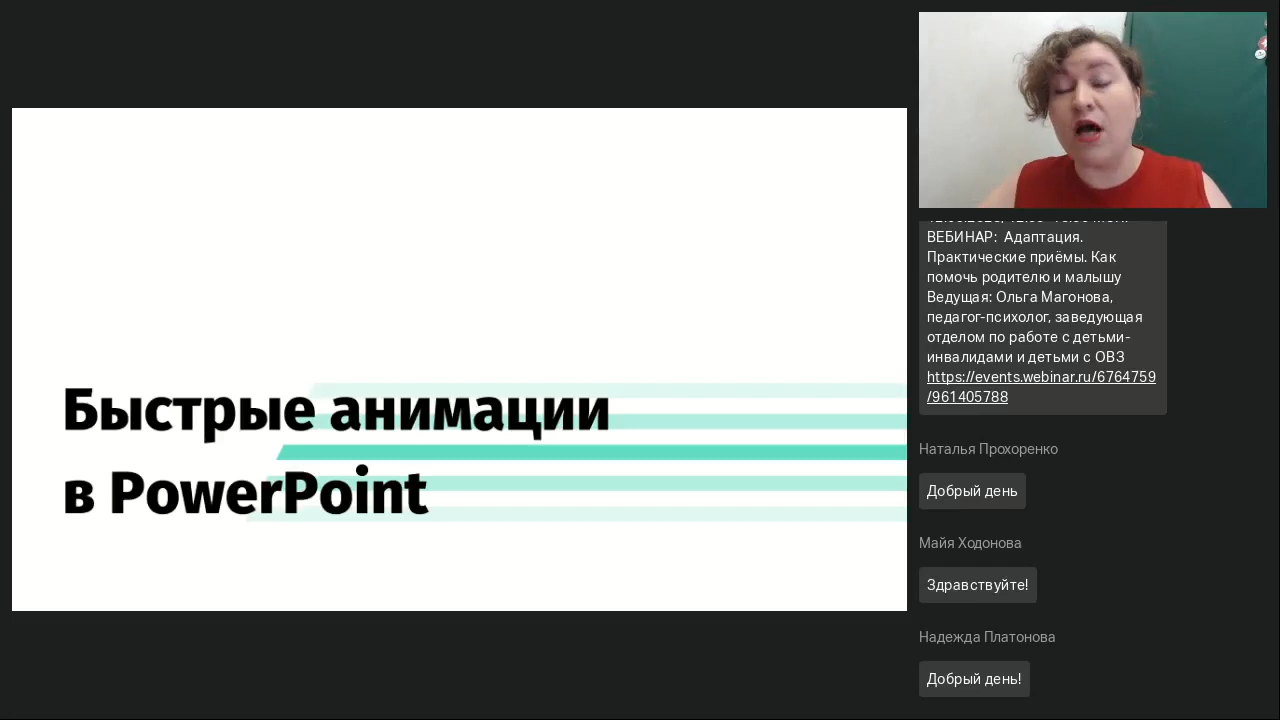 Быстрые анимации
в PowerPoint
ВЕБИНАР: Адаптация.
Практические приёмы. Как
помочь родителю и малышу
Ведущая: Ольга Магонова,
педагог-психолог, заведующая
отделом по работе с детьми-
инвалидами и детьми с ОВЗ
https://events.webinar.ru/6764759
/961405788
Наталья Прохоренко
Добрый день
Майя Ходонова
Здравствуйте!
Надежда Платонова
Добрый день!